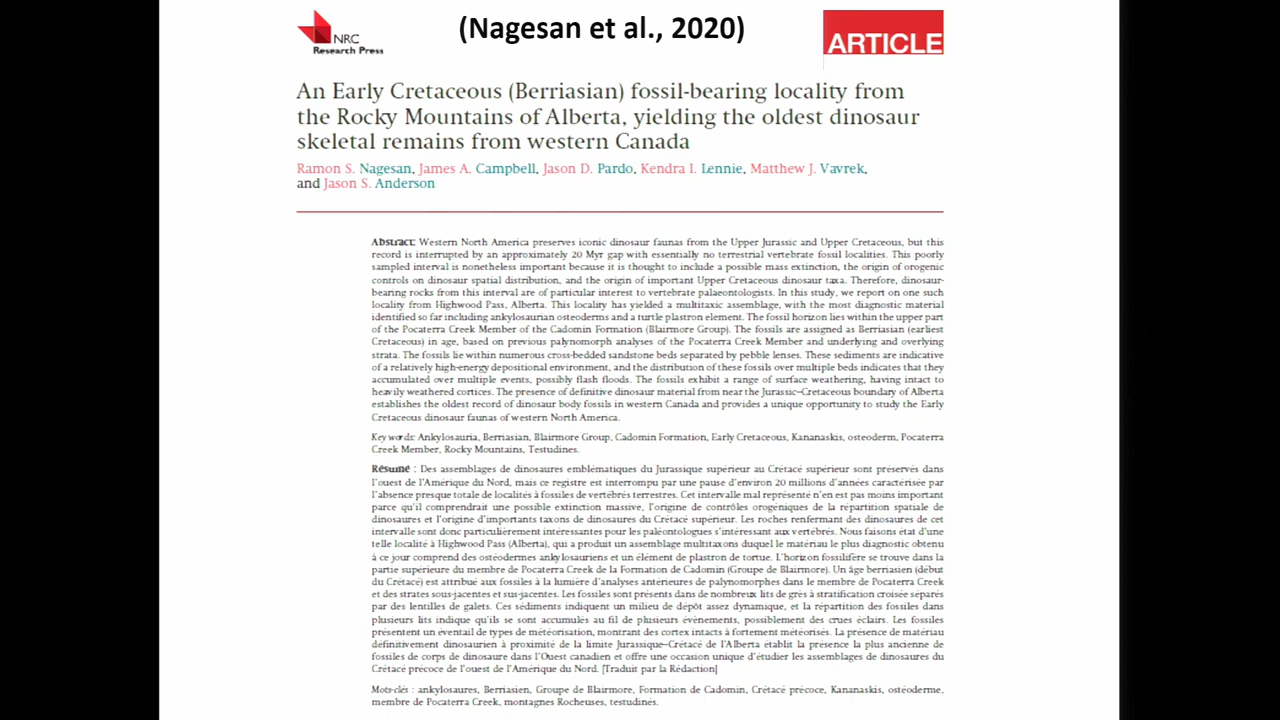 NRC
Research Press
(Nagesan et al., 2020)
ARTICLE
An Early Cretaceous (Berriasian) fossil-bearing locality from
the Rocky Mountains of Alberta, yielding the oldest dinosaur
skeletal remains from western Canada
Ramon S. Nagesan, James A. Campbell, Jason D. Pardo, Kendra I. Lennie, Matthew J. Vavrek,
and Jason S. Anderson
Abstract: Western North America preserves iconic dinosaur faunas from the Upper Jurassic and Upper Cretaceous, but this
record is interrupted by an approximately 20 Myr gap with essentially no terrestrial vertebrate fossil localities. This poorly
sampled interval is nonetheless important because it is thought to include a possible mass extinction, the origin of orogenic
controls on dinosaur spatial distribution, and the origin of important Upper Cretaceous dinosaur taxa. Therefore, dinosaur-
bearing rocks from this interval are of particular interest to vertebrate palaeontologists. In this study, we report on one such
locality from Highwood Pass, Alberta. This locality has yielded a multitaxic assemblage, with the most diagnostic material
identified so far including ankylosaurian osteoderms and a turtle plastron element. The fossil horizon lies within the upper part
of the Pocaterra Creek Member of the Cadomin Formation (Blairmore Group). The fossils are assigned as Berriasian (earliest
Cretaceous) in age, based on previous palynomorph analyses of the Pocaterra Creek Member and underlying and overlying
strata. The fossils lie within numerous cross-bedded sandstone beds separated by pebble lenses. These sediments are indicative
of a relatively high-energy depositional environment, and the distribution of these fossils over multiple beds indicates that they
accumulated over multiple events, possibly flash floods. The fossils exhibit a range of surface weathering, having intact to
heavily weathered cortices. The presence of definitive dinosaur material from near the Jurassic–Cretaceous boundary of Alberta
establishes the oldest record of dinosaur body fossils in western Canada and provides a unique opportunity to study the Early
Cretaceous dinosaur faunas of western North America.
Key words: Ankylosauria, Berriasian, Blairmore Group, Cadomin Formation, Early Cretaceous, Kananaskis, osteoderm, Pocaterra
Creek Member, Rocky Mountains, Testudines.
Résumé : Des assemblages de dinosaures emblématiques du Jurassique supérieur au Crétacé supérieur sont préservés dans
l'ouest de l'Amérique du Nord, mais ce registre est interrompu par une pause d'environ 20 millions d'années caractérisée par
l'absence presque totale de localités à fossiles de vertébrés terrestres. Cet intervalle mal représenté n'en est pas moins important
parce qu'il comprendrait une possible extinction massive, l'origine de contrôles orogéniques de la répartition spatiale de
dinosaures et l'origine d'importants taxons de dinosaures du Crétacé supérieur. Les roches renfermant des dinosaures de cet
intervalle sont donc particulièrement intéressantes pour les paléontologues s'intéressant aux vertébrés. Nous faisons état d'une
telle localité à Highwood Pass (Alberta), qui a produit un assemblage multitaxons duquel le matériau le plus diagnostic obtenu
à ce jour comprend des ostéodermes ankylosauriens et un élément de plastron de tortue. L'horizon fossilifère se trouve dans la
partie supérieure du membre de Pocaterra Creek de la Formation de Cadomin (Groupe de Blairmore). Un âge berriasien (début
du Crétacé) est attribué aux fossiles à la lumière d'analyses antérieures de palynomorphes dans le membre de Pocaterra Creek
et des strates sous-jacentes et sus-jacentes. Les fossiles sont présents dans de nombreux lits de grès à stratification croisée séparés
par des lentilles de galets. Ces sédiments indiquent un milieu de dépôt assez dynamique, et la répartition des fossiles dans
plusieurs lits indique qu'ils se sont accumulés au fil de plusieurs évènements, possiblement des crues éclairs. Les fossiles
présentent un éventail de types de météorisation, montrant des cortex intacts à fortement météorisés. La présence de matériau
définitivement dinosaurien à proximité de la limite Jurassique–Crétacé de l'Alberta établit la présence la plus ancienne de
fossiles de corps de dinosaure dans l'Ouest canadien et offre une occasion unique d'étudier les assemblages de dinosaures du
Crétacé précoce de l'ouest de l'Amérique du Nord. [Traduit par la Rédaction]
Mots-clés : ankylosaures, Berriasien, Groupe de Blairmore, Formation de Cadomin, Crétacé précoce, Kananaskis, ostéoderme,
membre de Pocaterra Creek, montagnes Rocheuses, testudinés.